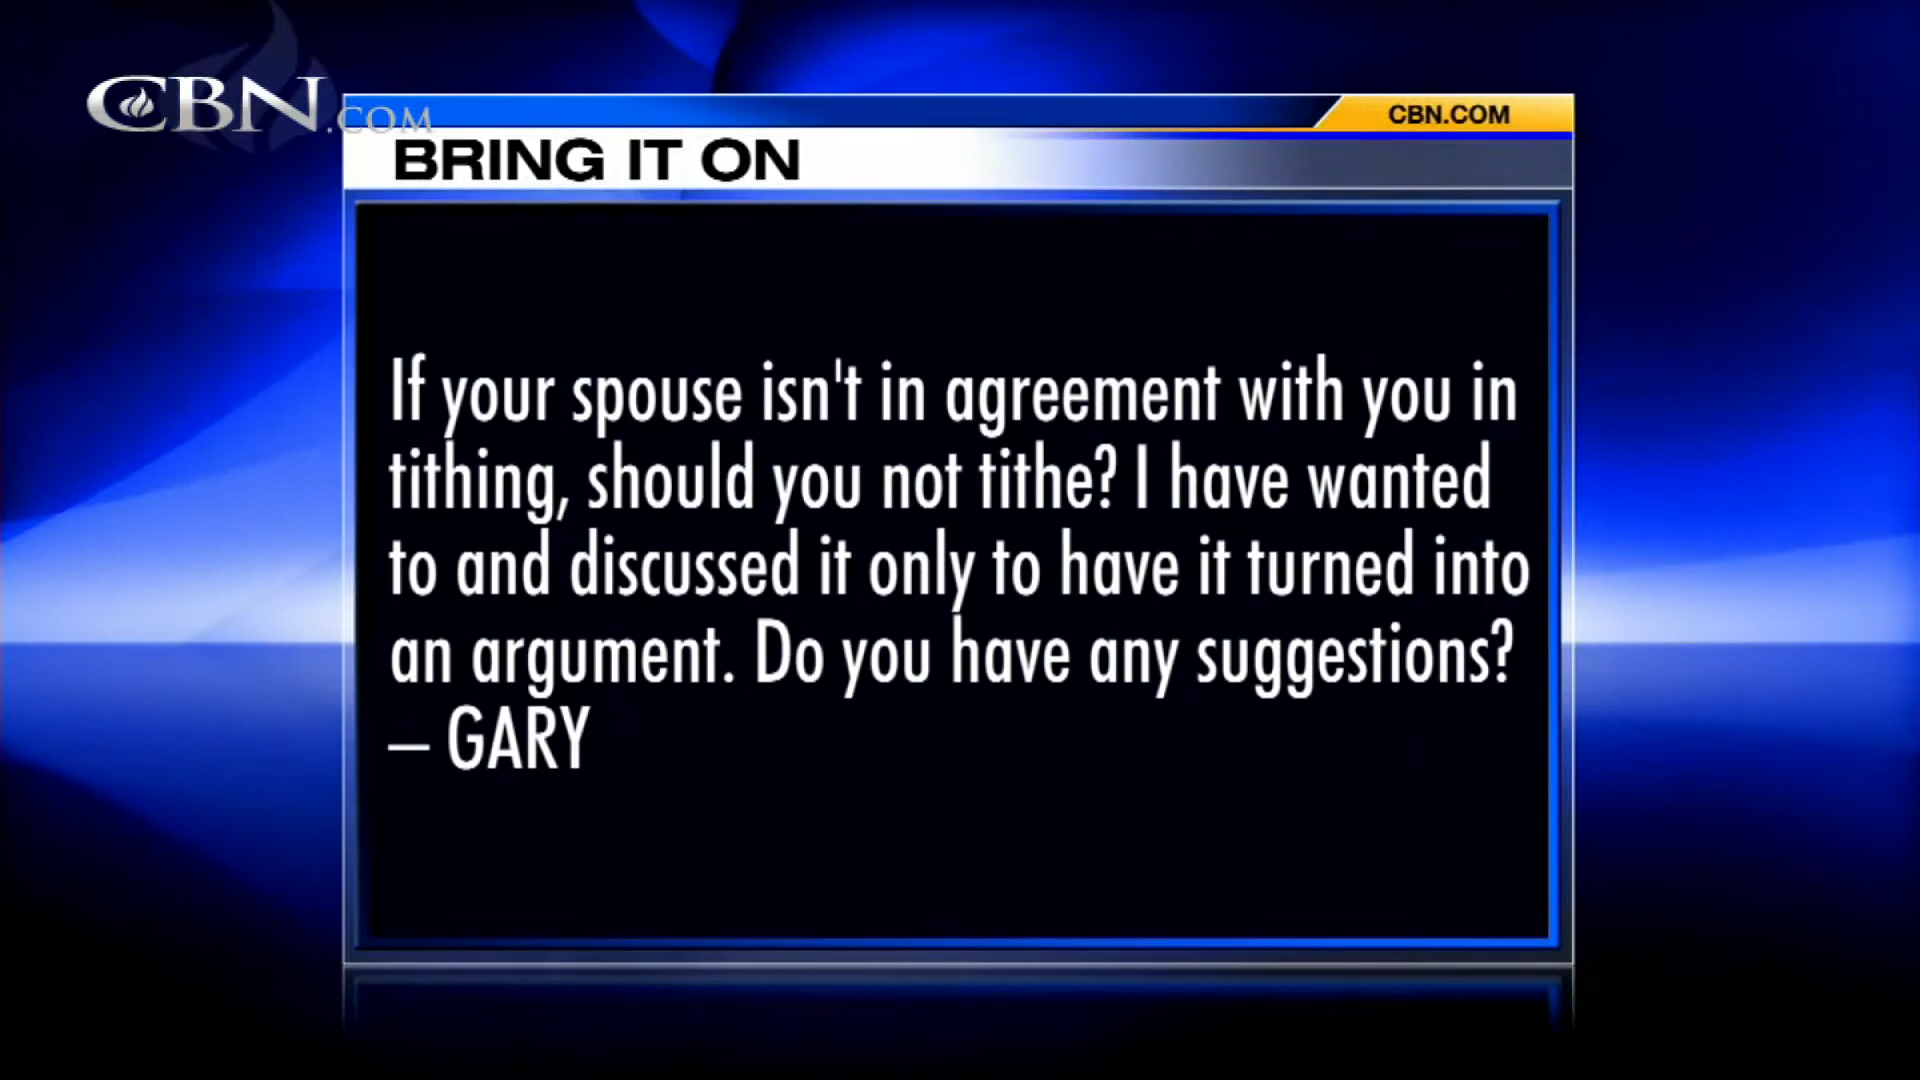 CBN.COM
CBN.COM
BRING IT ON
If your spouse isn't in agreement with you in
tithing, should you not tithe? I have wanted
to and discussed it only to have it turned into
an argument. Do you have any suggestions?
– GARY